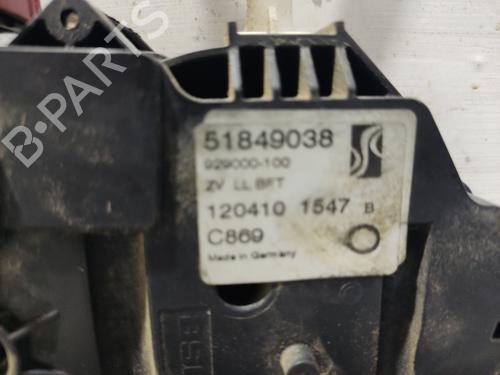 51849038
929000-100
ZV LL BFT
120410 1547 B
C869
Made in Germany
B-PARTS